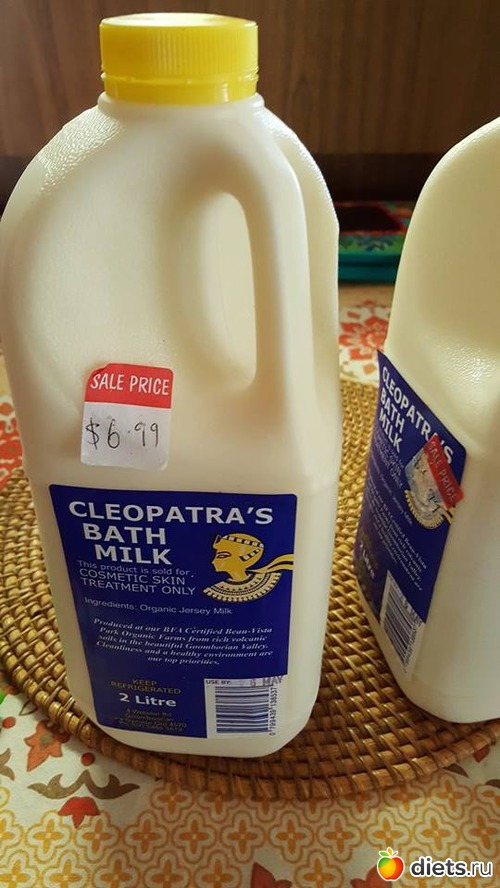 SALE PRICE
$6.99
CLEOPATRA'S
BATH
MILK
This product is sold for
COSMETIC SKIN
TREATMENT ONLY
Ingredients: Organic Jersey Milk
Produced at our BFA Certified Beau-Vista
Park Organic Farms from rich volcanic
soils in the beautiful Goomborian Valley.
Cleanliness and a healthy environment are
our top priorities.
KEEP
REFRIGERATED
2 Litre
USE BY:
MAY
CLEOPATRA'S
BATH
MILK
SALE PRICE
diets.ru